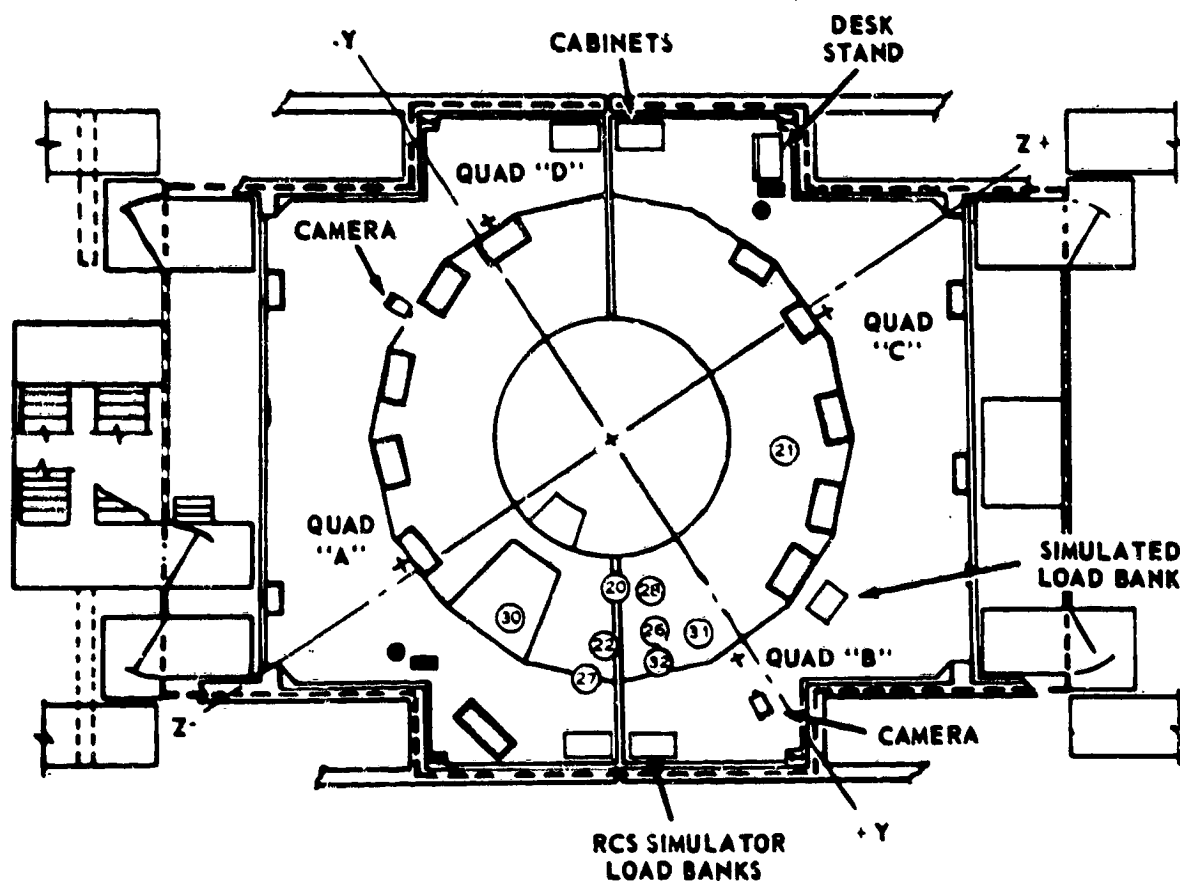 -Y
CABINETS
DESK
STAND
Z +
QUAD "D"
CAMERA
QUAD
"C"
21
QUAD
"A"
SIMULATED
LOAD BANK
20
28
30
22
26
31
32
27
QUAD "B"
Z-
CAMERA
+ Y
RCS SIMULATOR
LOAD BANKS